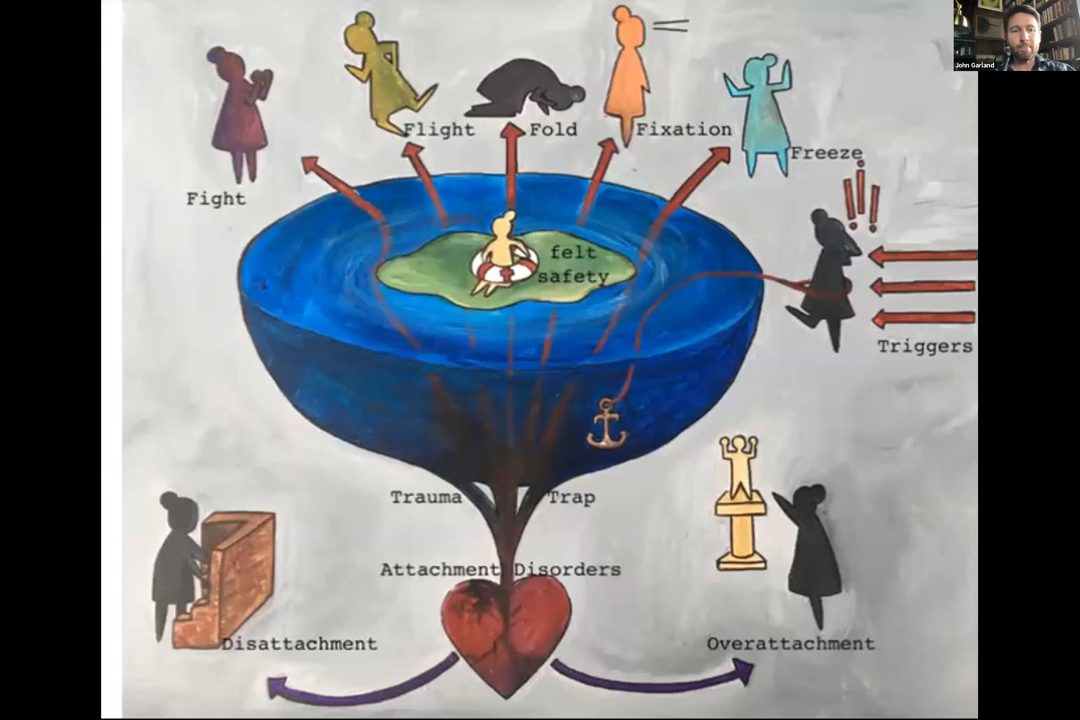 John Garland
Flight
Fold
Fixation
Freeze
Fight
felt
safety
Triggers
Trauma Trap
Attachment Disorders
Disattachment
Overattachment